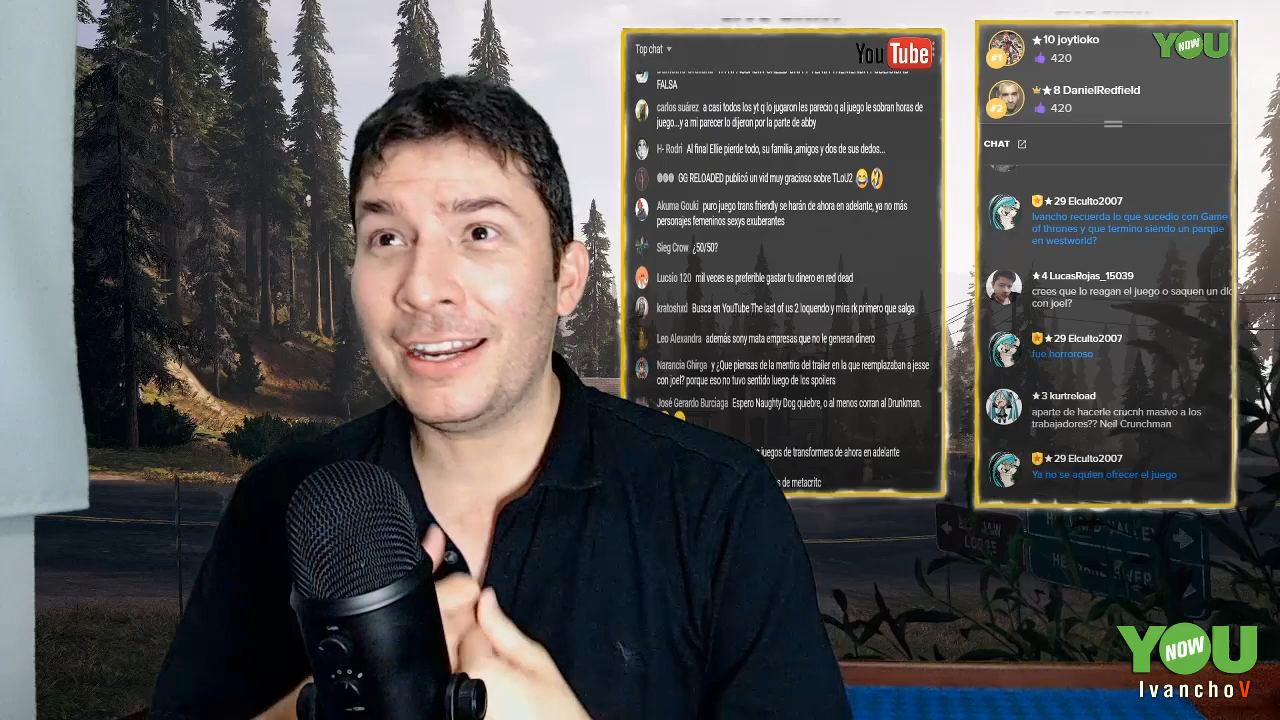 Top chat
YouTube
FALSA
carlos suárez a casi todos los yt q lo jugaron les parecio q al juego le sobran horas de
juego...y a mi parecer lo dijeron por la parte de abby
H- Rodri Al final Ellie pierde todo, su familia ,amigos y dos de sus dedos...
GG RELOADED publicó un vid muy gracioso sobre TLoU2
Akuma Gouki puro juego trans friendly se harán de ahora en adelante, ya no más
personajes femeninos sexys exuberantes
Sieg Crow ¿50/50?
Lucsio 120 mil veces es preferible gastar tu dinero en red dead
kratoshxd Busca en YouTube The last of us 2 loquendo y mira rk primero que salga
Leo Alexandra además sony mata empresas que no le generan dinero
Narancia Ghirga y ¿Que piensas de la mentira del trailer en la que reemplazaban a jesse
con joel? porque eso no tuvo sentido luego de los spoilers
José Gerardo Burciaga Espero Naughty Dog quiebre, o al menos corran al Drunkman.
juegos de transformers de ahora en adelante
de metacritc
YOU NOW
#1
★10 joytioko
420
#2
★8 DanielRedfield
420
CHAT
★29 Elculto2007
Ivancho recuerda lo que sucedio con Game
of thrones y que termino siendo un parque
en westworld?
★4 LucasRojas_15039
crees que lo reagan el juego o saquen un dlc
con joel?
★29 Elculto2007
fue horroroso
★3 kurtreload
aparte de hacerle crucnh masivo a los
trabajadores?? Neil Crunchman
★29 Elculto2007
Ya no se aquien ofrecer el juego
LODGE
VALLEY
RIVER
YOU NOW
IvanchoV